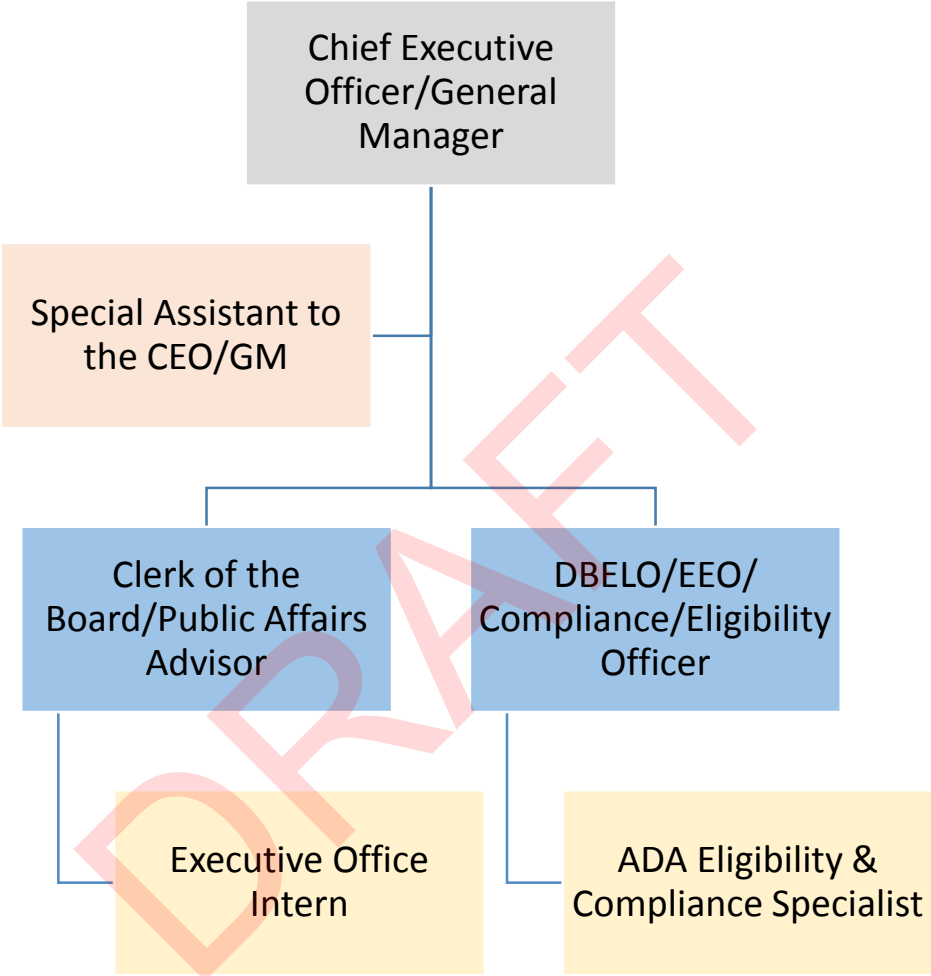 Chief Executive
Officer/General
Manager
Special Assistant to
the CEO/GM
Clerk of the
Board/Public Affairs
Advisor
DBELO/EEO/
Compliance/Eligibility
Officer
Executive Office
Intern
ADA Eligibility &
Compliance Specialist
DRAFT